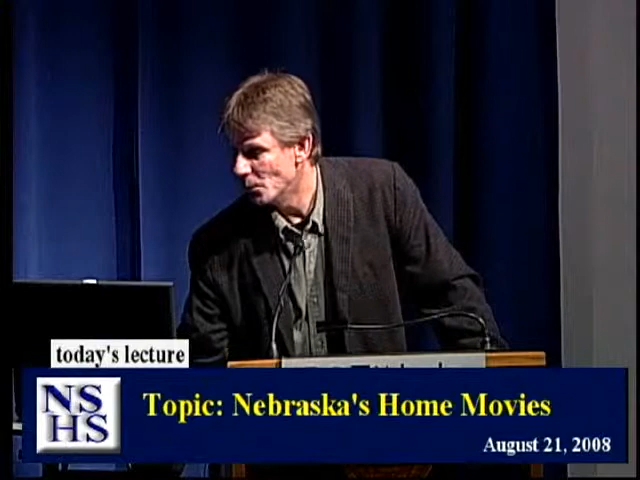 today's lecture
NS
HS
Topic: Nebraska's Home Movies
August 21, 2008